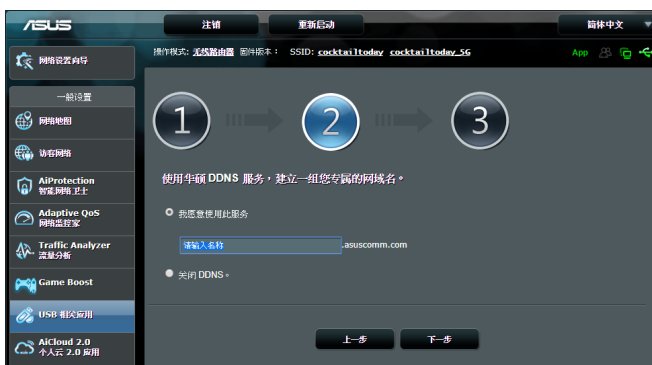 ASUS 注销 重新启动 简体中文
操作模式: 无线路由器 固件版本: SSID: cocktailtoday cocktailtoday_5G App
网络设置向导
一般设置
网络地图
访客网络
AiProtection
智能网络卫士
Adaptive QoS
网络监控家
Traffic Analyzer
流量分析
Game Boost
USB 相关应用
AiCloud 2.0
个人云 2.0 应用
1 2 3
使用华硕 DDNS 服务,建立一组您专属的网域名。
我愿意使用此服务
请输入名称 .asuscomm.com
关闭 DDNS。
上一步 下一步